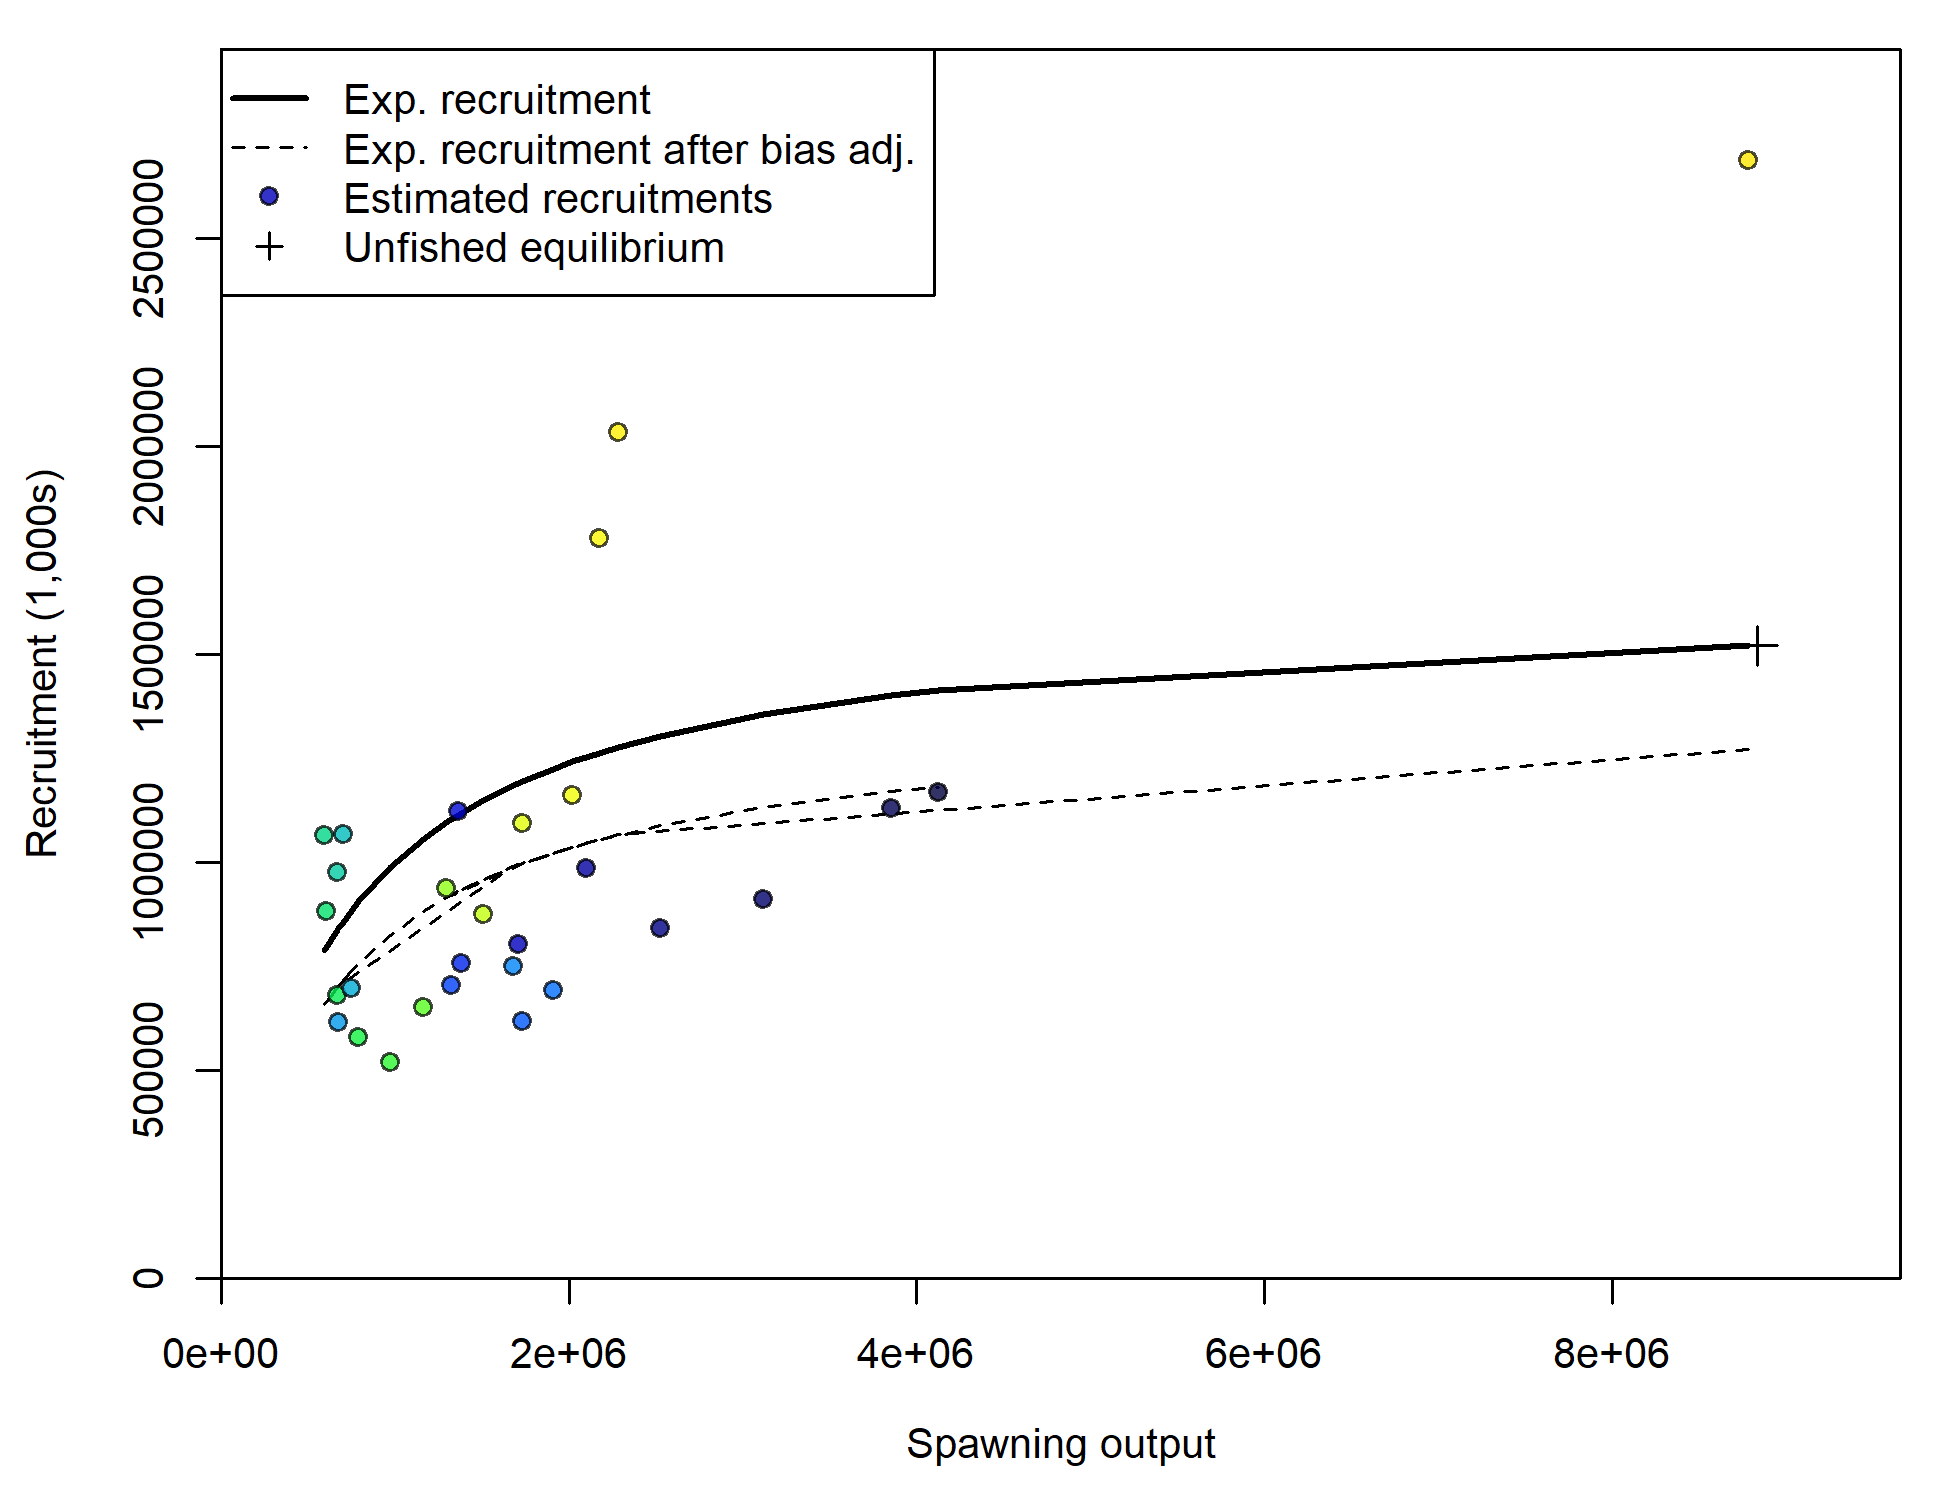 Exp. recruitment
Exp. recruitment after bias adj.
Estimated recruitments
Unfished equilibrium
Recruitment (1,000s)
2500000
2000000
1500000
1000000
500000
0
0e+00 2e+06 4e+06 6e+06 8e+06
Spawning output